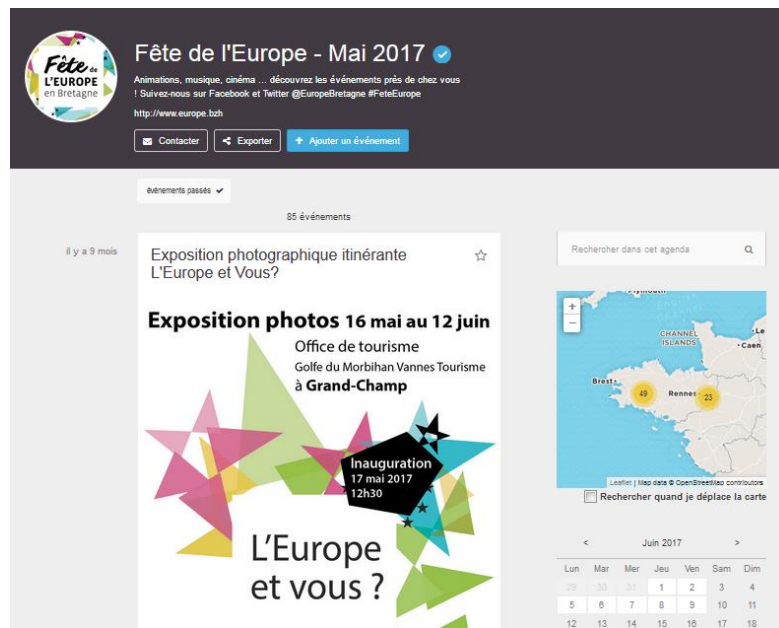 Fête de
L'EUROPE
en Bretagne
Fête de l'Europe - Mai 2017
Animations, musique, cinéma ... découvrez les événements près de chez vous
! Suivez-nous sur Facebook et Twitter @EuropeBretagne #FeteEurope
http://www.europe.bzh
Contacter
Exporter
Ajouter un événement
événements passés
85 événements
il y a 9 mois
Exposition photographique itinérante
L'Europe et Vous?
Exposition photos 16 mai au 12 juin
Office de tourisme
Golfe du Morbihan Vannes Tourisme
à Grand-Champ
Inauguration
17 mai 2017
12h30
L'Europe
et vous ?
Rechercher dans cet agenda
+
−
CHANNEL
ISLANDS
Le
Caen
Brest
49
Rennes
23
Leaflet | Map data © OpenStreetMap contributors
Rechercher quand je déplace la carte
< Juin 2017 >
Lun Mar Mer Jeu Ven Sam Dim
29 30 31 1 2 3 4
5 6 7 8 9 10 11
12 13 14 15 16 17 18